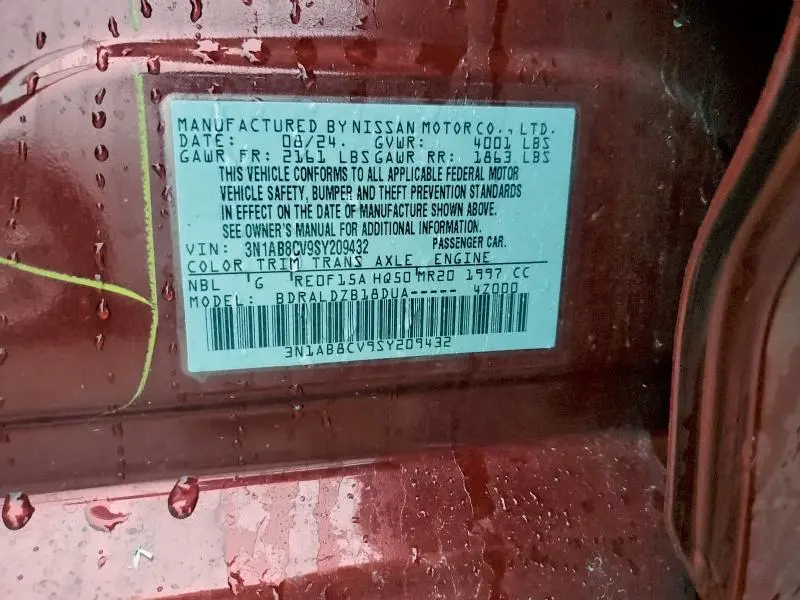 MANUFACTURED BY NISSAN MOTOR CO., LTD.
DATE: 08/24. GVWR: 4001 LBS
GAWR FR: 2161 LBS GAWR RR: 1863 LBS
THIS VEHICLE CONFORMS TO ALL APPLICABLE FEDERAL MOTOR
VEHICLE SAFETY, BUMPER AND THEFT PREVENTION STANDARDS
IN EFFECT ON THE DATE OF MANUFACTURE SHOWN ABOVE.
SEE OWNER'S MANUAL FOR ADDITIONAL INFORMATION.
VIN: 3N1AB8CV9SY209432 PASSENGER CAR.
COLOR TRIM TRANS AXLE ENGINE
NBL G RE0F15A HQ50 MR20 1997 CC
MODEL: BDRALDZB18DUA----- 4Z000
3N1AB8CV9SY209432